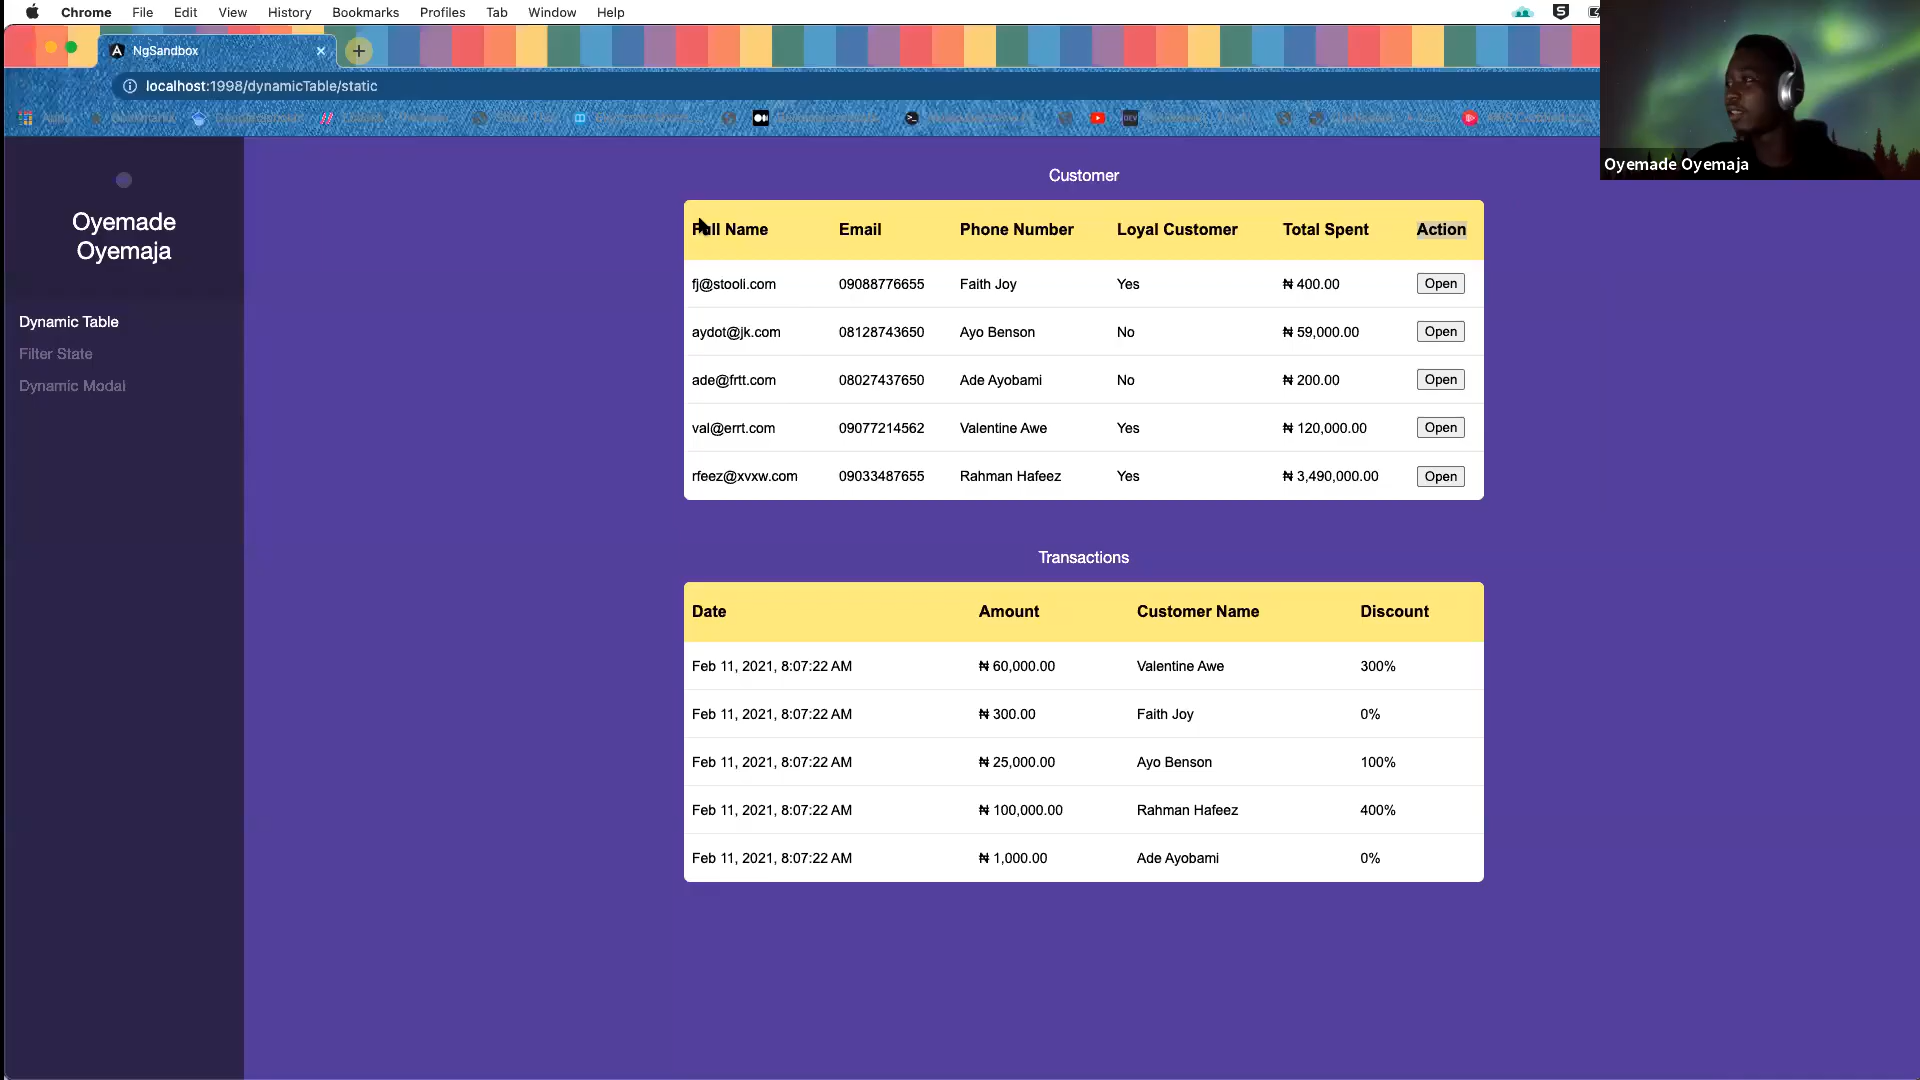 Chrome File Edit View History Bookmarks Profiles Tab Window Help
NgSandbox
localhost:1998/dynamicTable/static
Oyemade Oyemaja
Oyemade
Oyemaja
Dynamic Table
Filter State
Dynamic Modal
Customer
Full Name Email Phone Number Loyal Customer Total Spent Action
fj@stooli.com 09088776655 Faith Joy Yes ₦ 400.00 Open
aydot@jk.com 08128743650 Ayo Benson No ₦ 59,000.00 Open
ade@frtt.com 08027437650 Ade Ayobami No ₦ 200.00 Open
val@errt.com 09077214562 Valentine Awe Yes ₦ 120,000.00 Open
rfeez@xvxw.com 09033487655 Rahman Hafeez Yes ₦ 3,490,000.00 Open
Transactions
Date Amount Customer Name Discount
Feb 11, 2021, 8:07:22 AM ₦ 60,000.00 Valentine Awe 300%
Feb 11, 2021, 8:07:22 AM ₦ 300.00 Faith Joy 0%
Feb 11, 2021, 8:07:22 AM ₦ 25,000.00 Ayo Benson 100%
Feb 11, 2021, 8:07:22 AM ₦ 100,000.00 Rahman Hafeez 400%
Feb 11, 2021, 8:07:22 AM ₦ 1,000.00 Ade Ayobami 0%